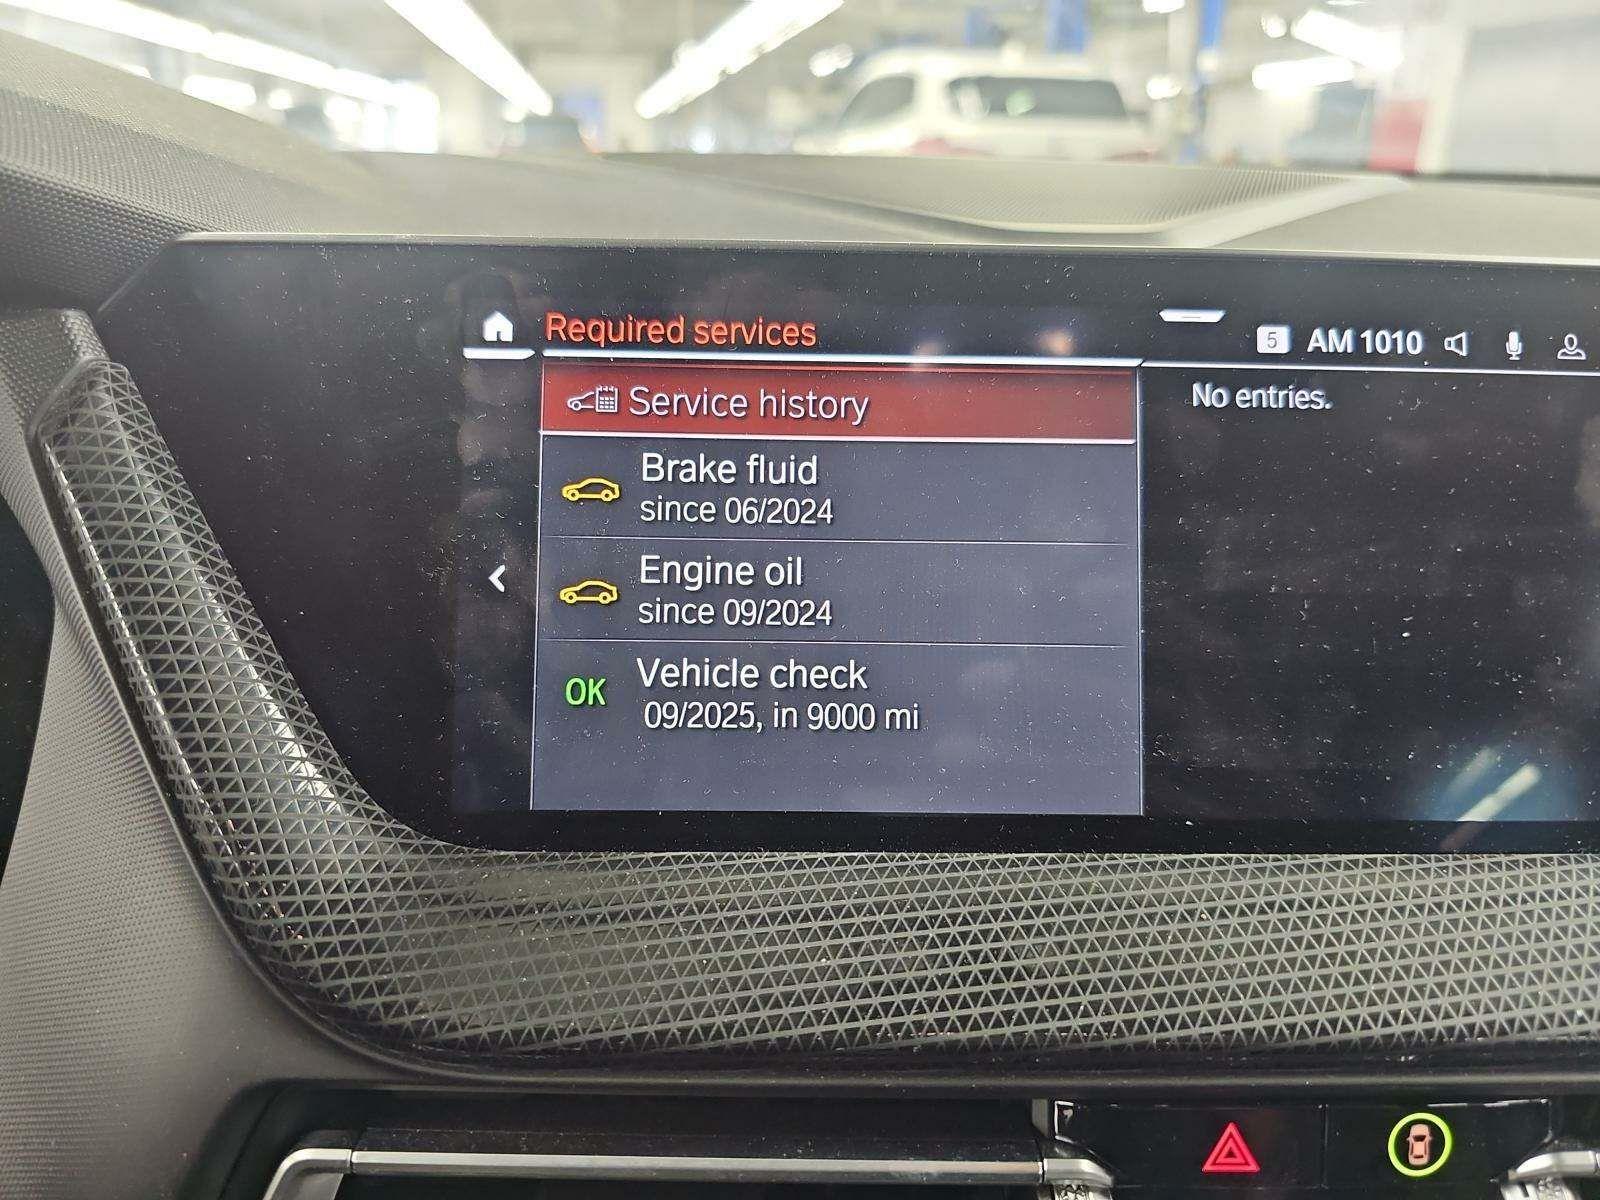 Required services
5 AM 1010
Service history
No entries.
Brake fluid
since 06/2024
Engine oil
since 09/2024
OK
Vehicle check
09/2025, in 9000 mi